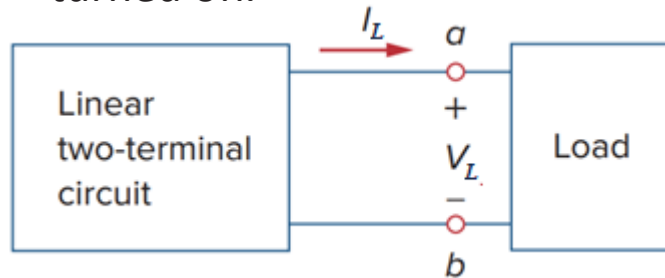 I_L
a
Linear
two-terminal
circuit
+
V_L.
−
Load
b